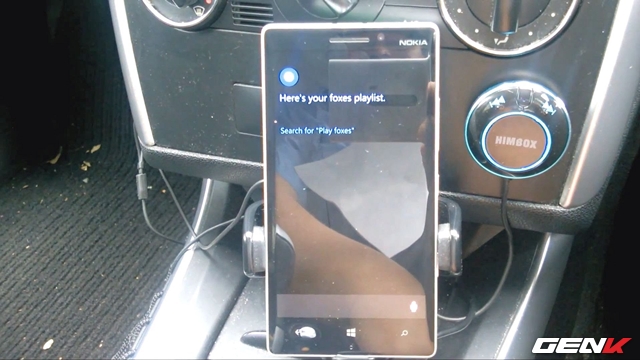 NOKIA
Here's your foxes playlist.
Search for "Play foxes"
HIMBOX
GENK